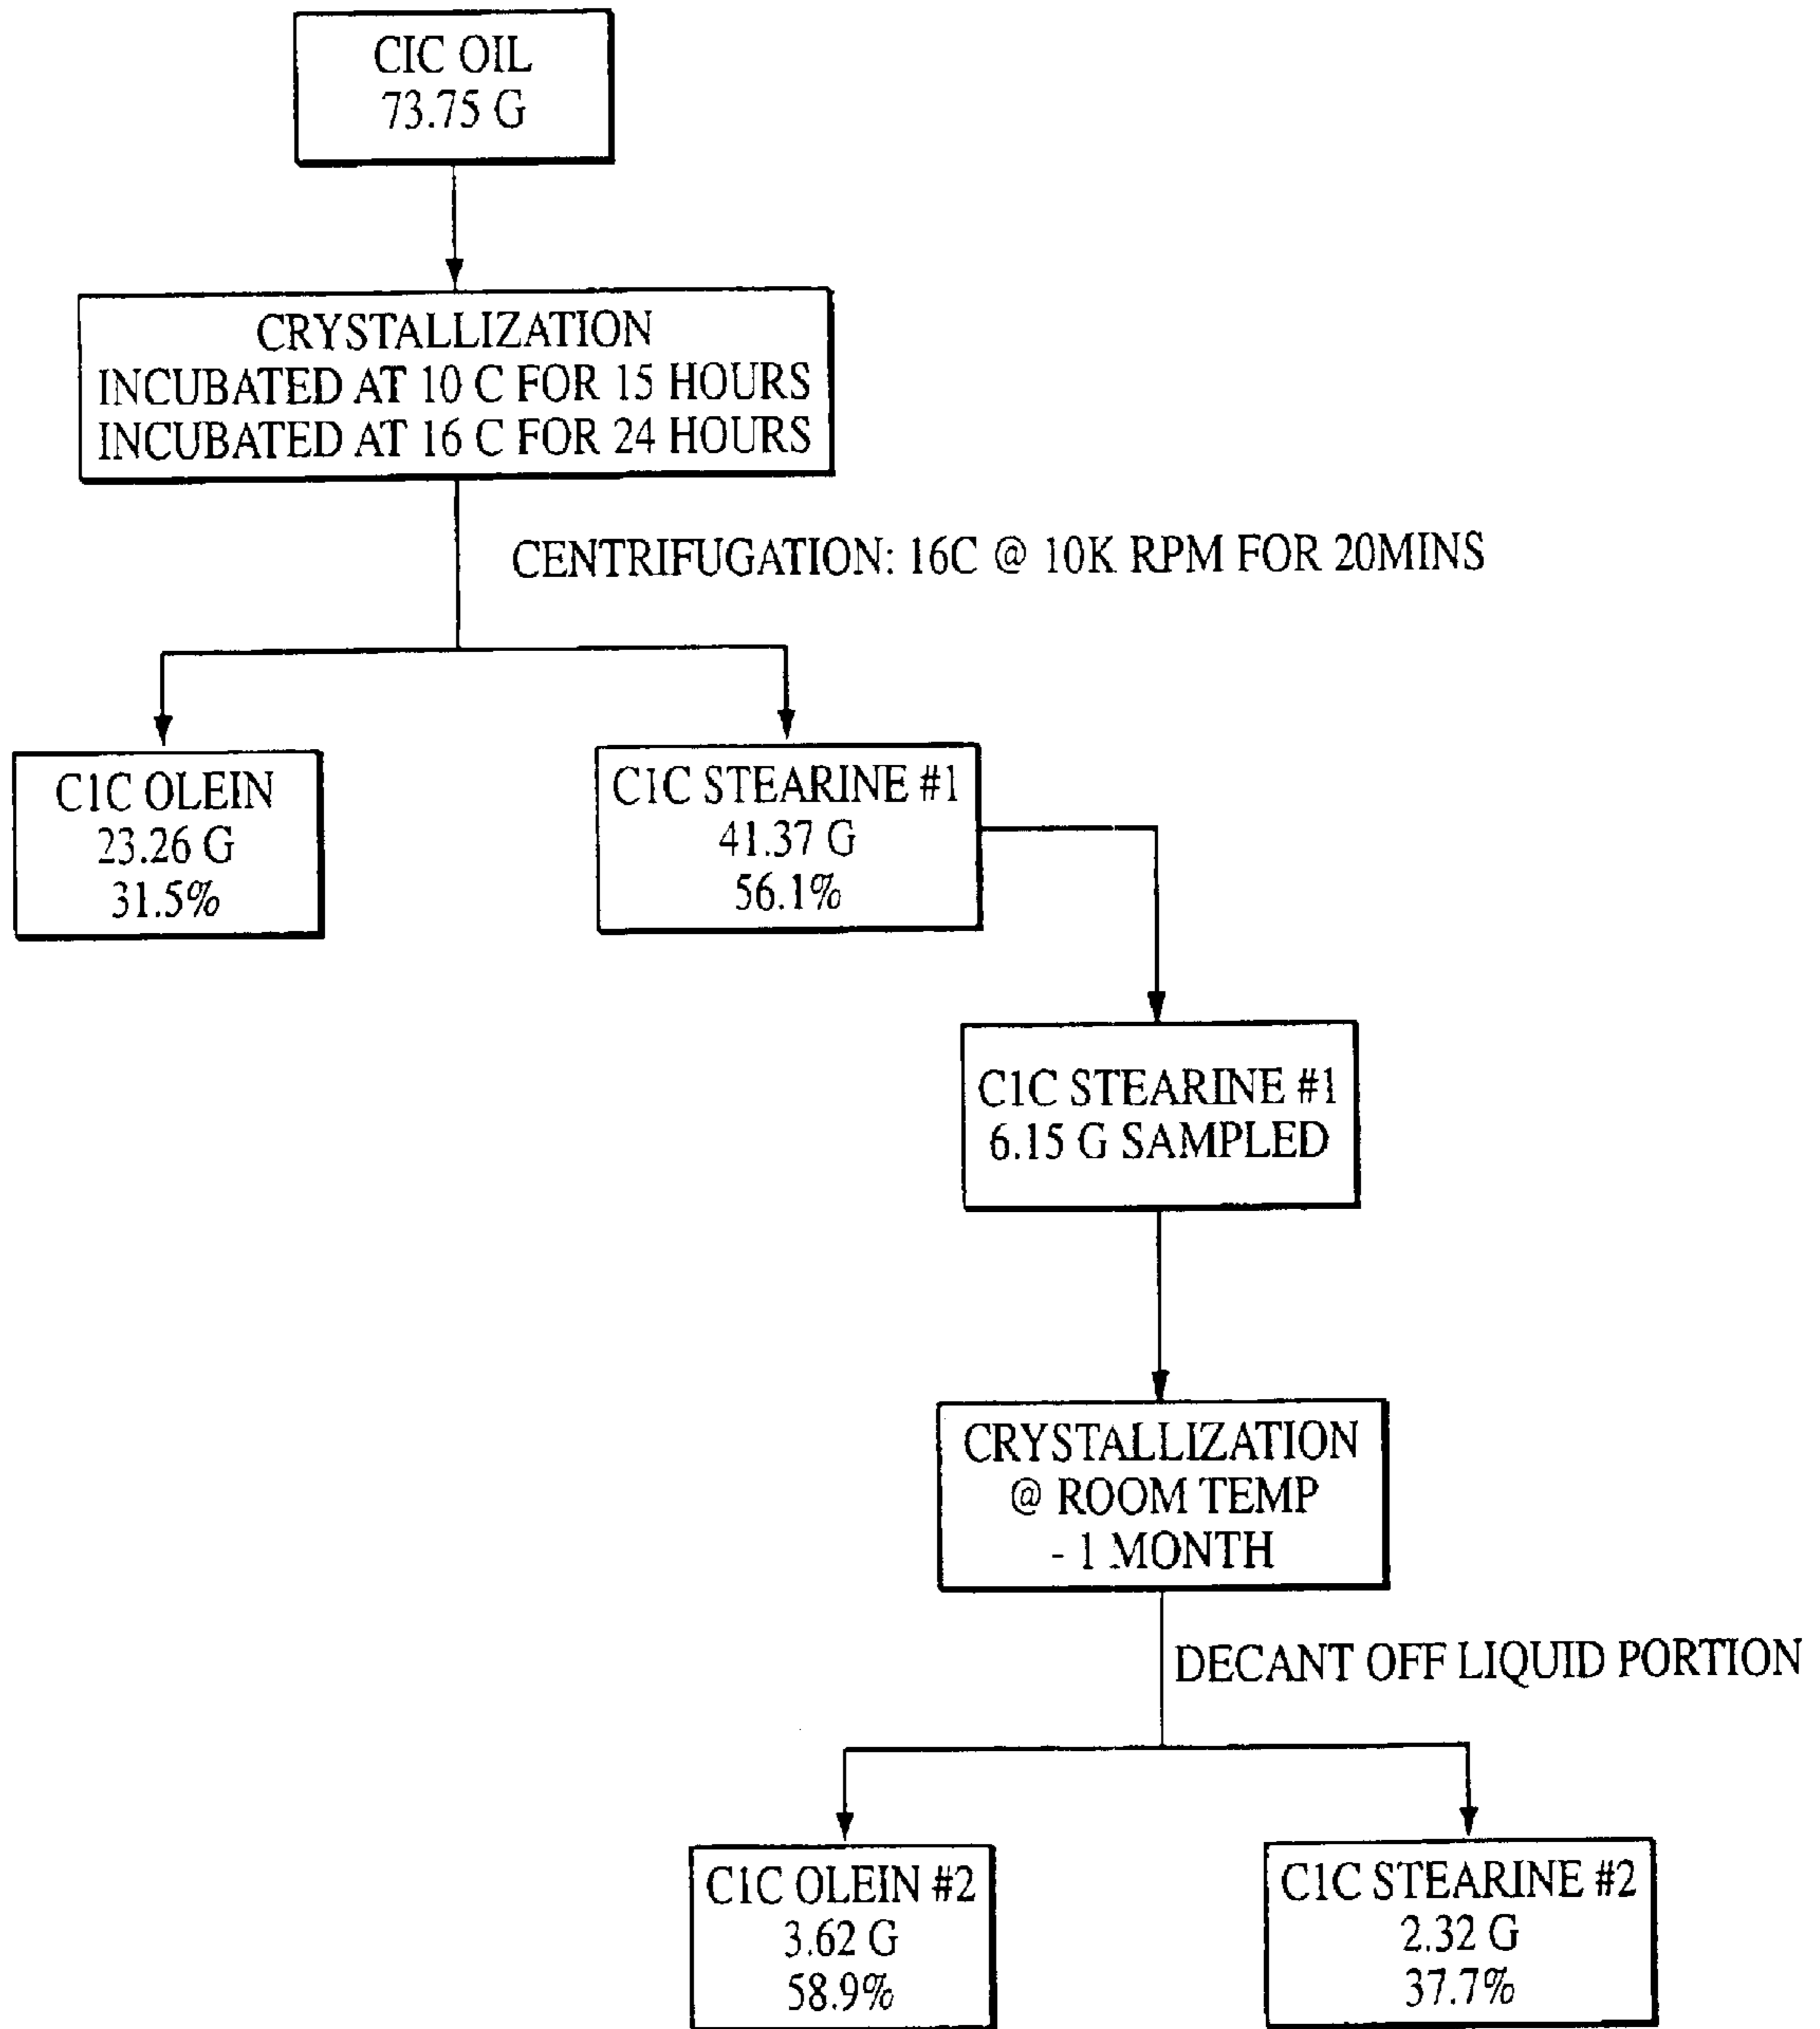 CIC OIL
73.75 G
CRYSTALLIZATION
INCUBATED AT 10 C FOR 15 HOURS
INCUBATED AT 16 C FOR 24 HOURS
CENTRIFUGATION: 16C @ 10K RPM FOR 20MINS
C1C OLEIN
23.26 G
31.5%
C1C STEARINE #1
41.37 G
56.1%
C1C STEARINE #1
6.15 G SAMPLED
CRYSTALLIZATION
@ ROOM TEMP
- 1 MONTH
DECANT OFF LIQUID PORTION
C1C OLEIN #2
3.62 G
58.9%
C1C STEARINE #2
2.32 G
37.7%